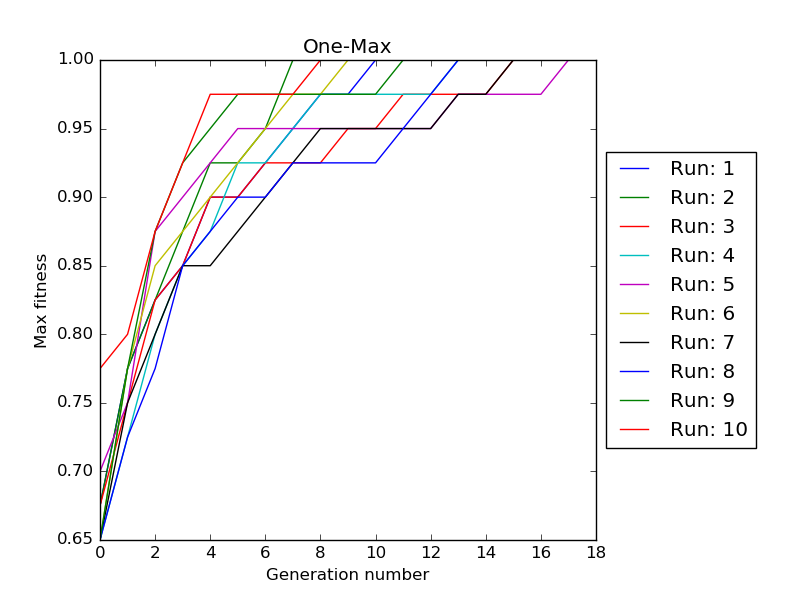 One-Max
1.00
0.95
0.90
0.85
0.80
0.75
0.70
0.65
Max fitness
0 2 4 6 8 10 12 14 16 18
Generation number
Run: 1
Run: 2
Run: 3
Run: 4
Run: 5
Run: 6
Run: 7
Run: 8
Run: 9
Run: 10